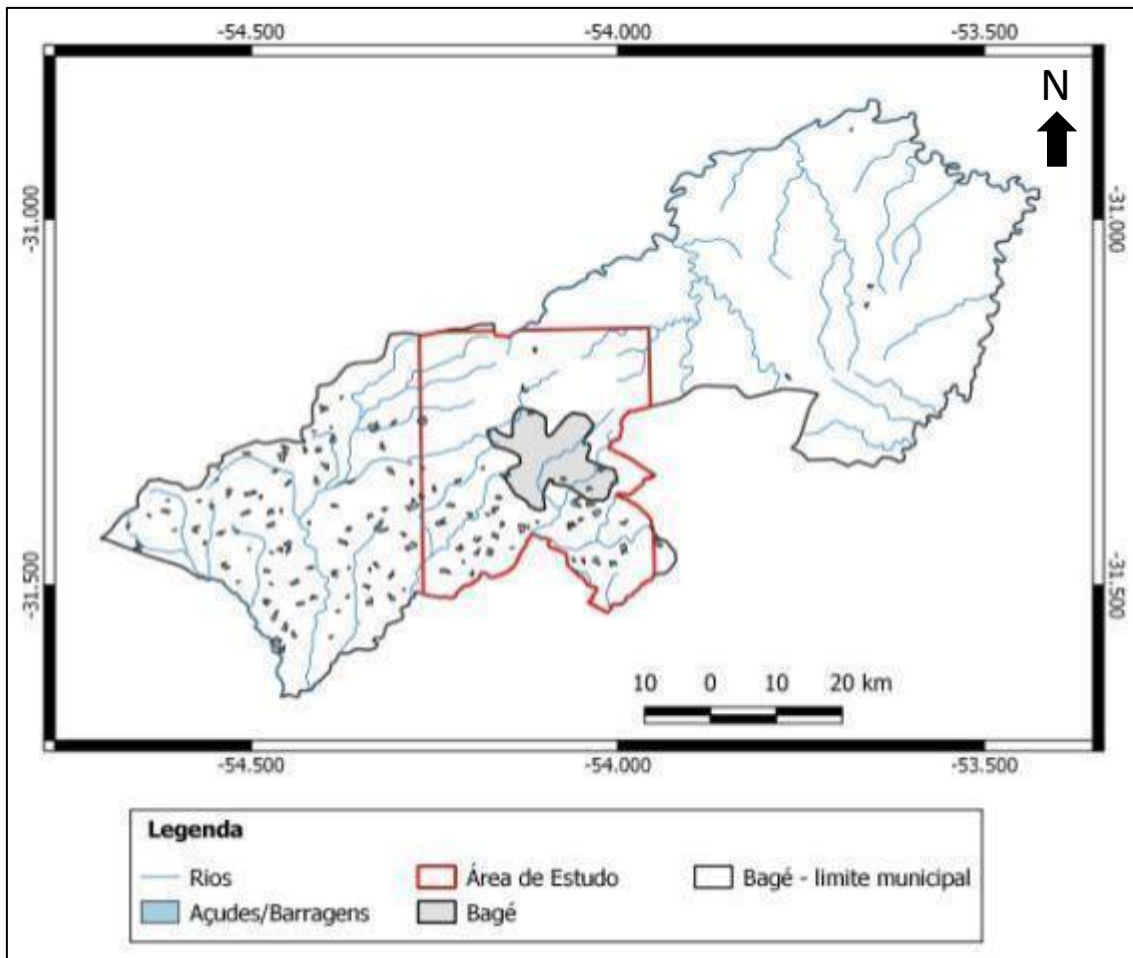 -54.500 -54.000 -53.500
N
-31.000 -31.000
-31.500 -31.500
10 0 10 20 km
-54.500 -54.000 -53.500
Legenda
Rios
Área de Estudo
Bagé - limite municipal
Açudes/Barragens
Bagé